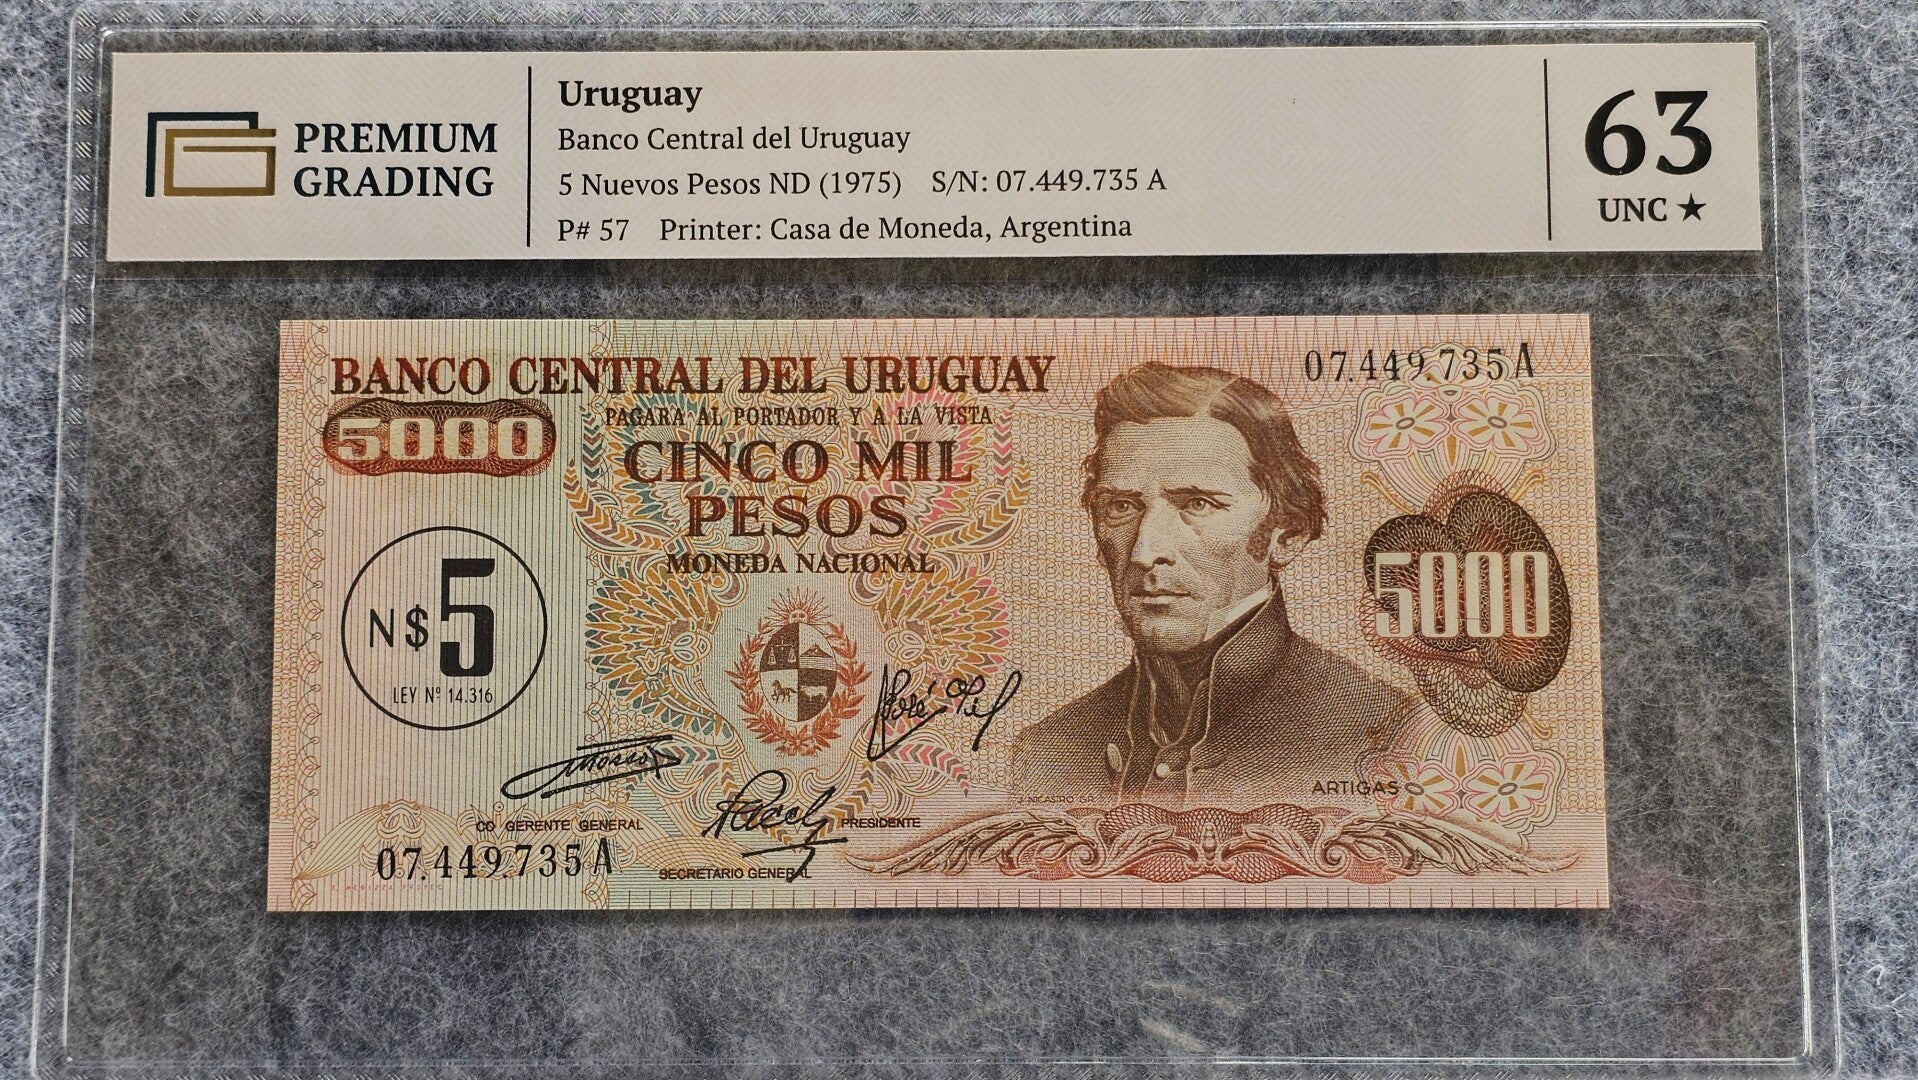 PREMIUM
GRADING
Uruguay
Banco Central del Uruguay
5 Nuevos Pesos ND (1975) S/N: 07.449.735 A
P# 57 Printer: Casa de Moneda, Argentina
63
UNC ★
BANCO CENTRAL DEL URUGUAY
07.449.735A
5000
PAGARA AL PORTADOR Y A LA VISTA
CINCO MIL
PESOS
MONEDA NACIONAL
5000
N$5
LEY Nº 14.316
ARTIGAS
J. NICASTRO GR.
CO GERENTE GENERAL
PRESIDENTE
07.449.735A
SECRETARIO GENERAL